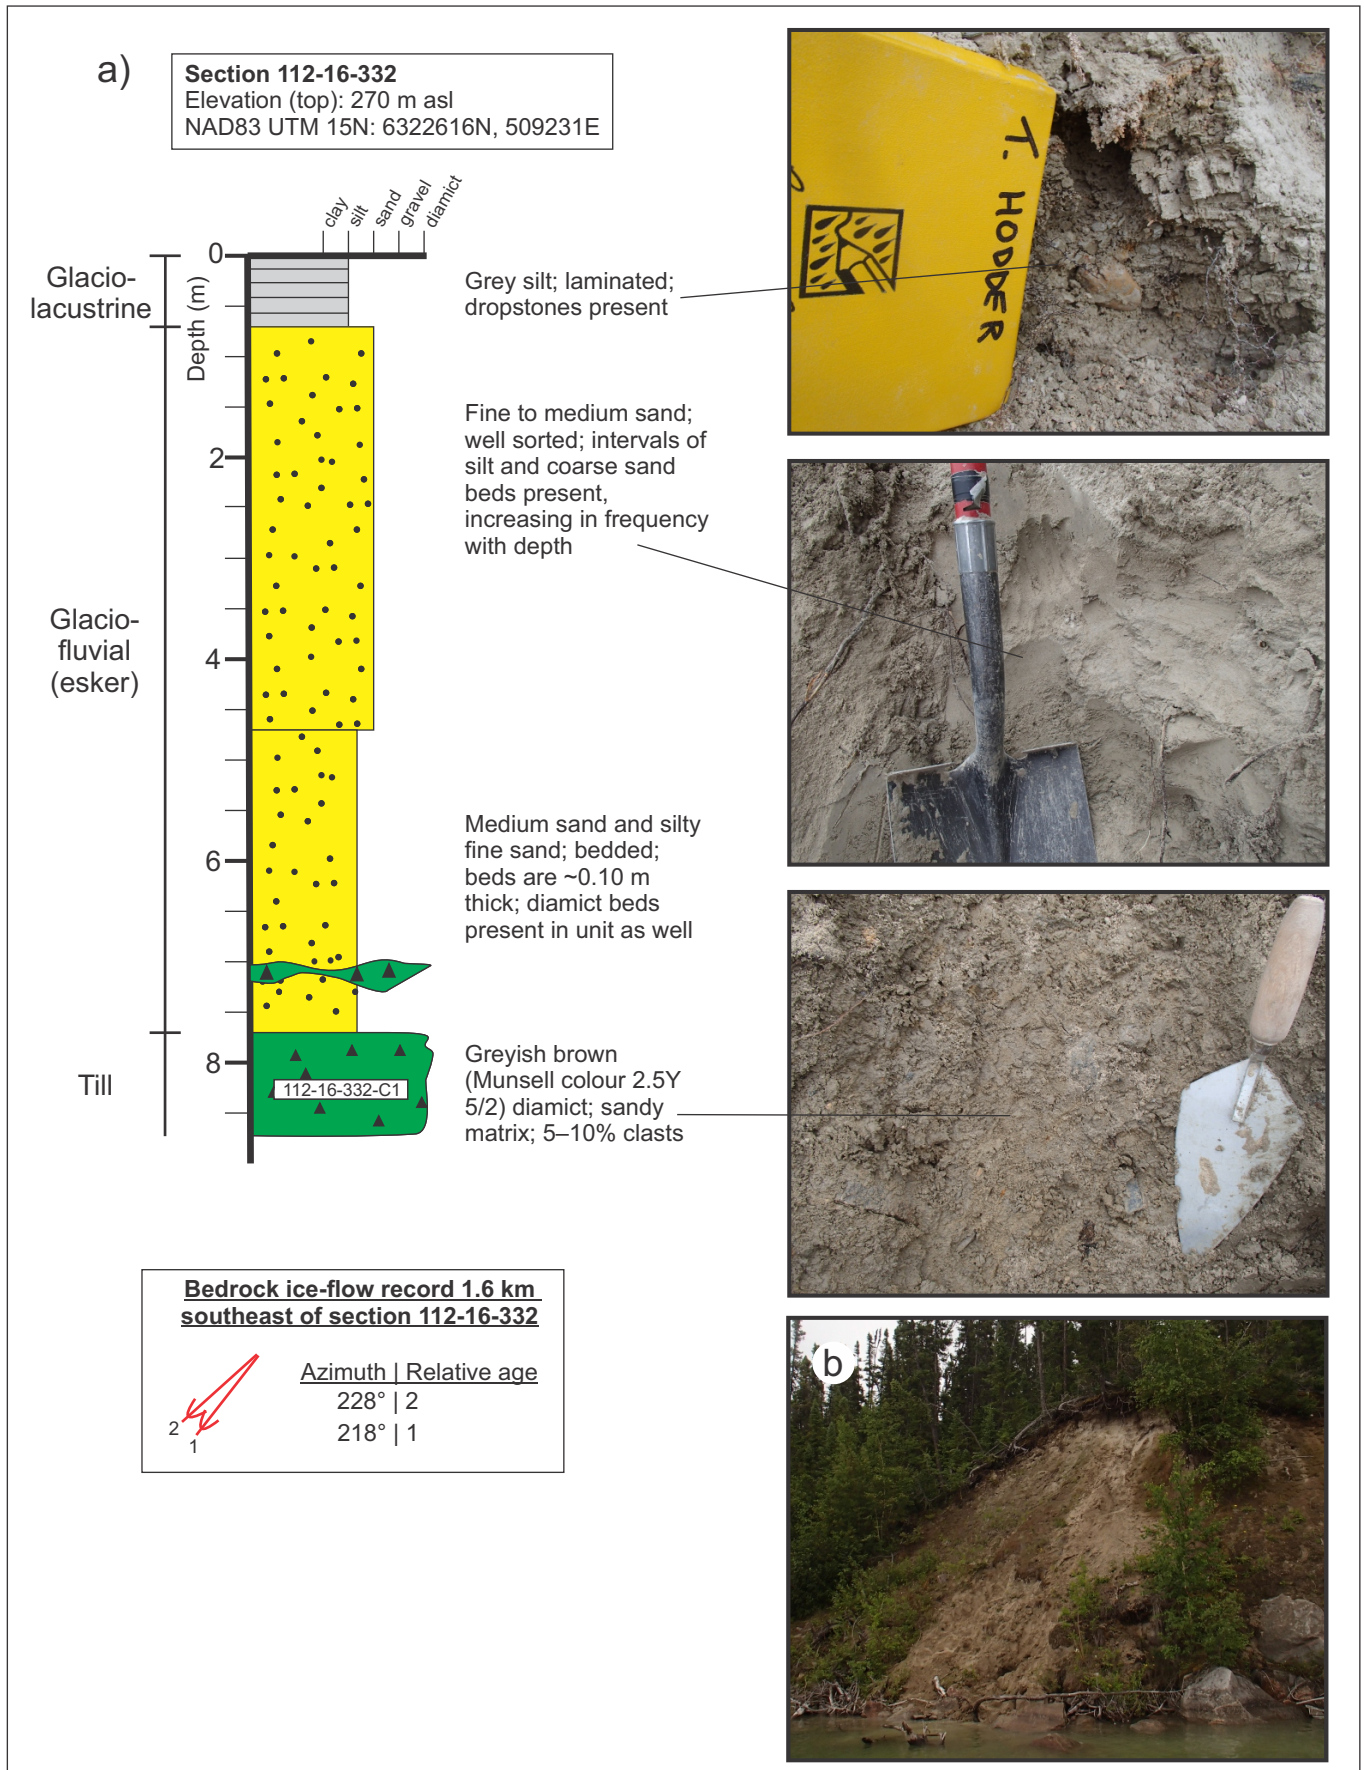 a)
Section 112-16-332
Elevation (top): 270 m asl
NAD83 UTM 15N: 6322616N, 509231E
clay
silt
sand
gravel
diamict
Depth (m)
0
2
4
6
8
Glacio-
lacustrine
Glacio-
fluvial
(esker)
Till
Grey silt; laminated;
dropstones present
Fine to medium sand;
well sorted; intervals of
silt and coarse sand
beds present,
increasing in frequency
with depth
Medium sand and silty
fine sand; bedded;
beds are ~0.10 m
thick; diamict beds
present in unit as well
Greyish brown
(Munsell colour 2.5Y
5/2) diamict; sandy
matrix; 5–10% clasts
112-16-332-C1
T. HODDER
Bedrock ice-flow record 1.6 km
southeast of section 112-16-332
Azimuth | Relative age
228° | 2
218° | 1
2
1
b